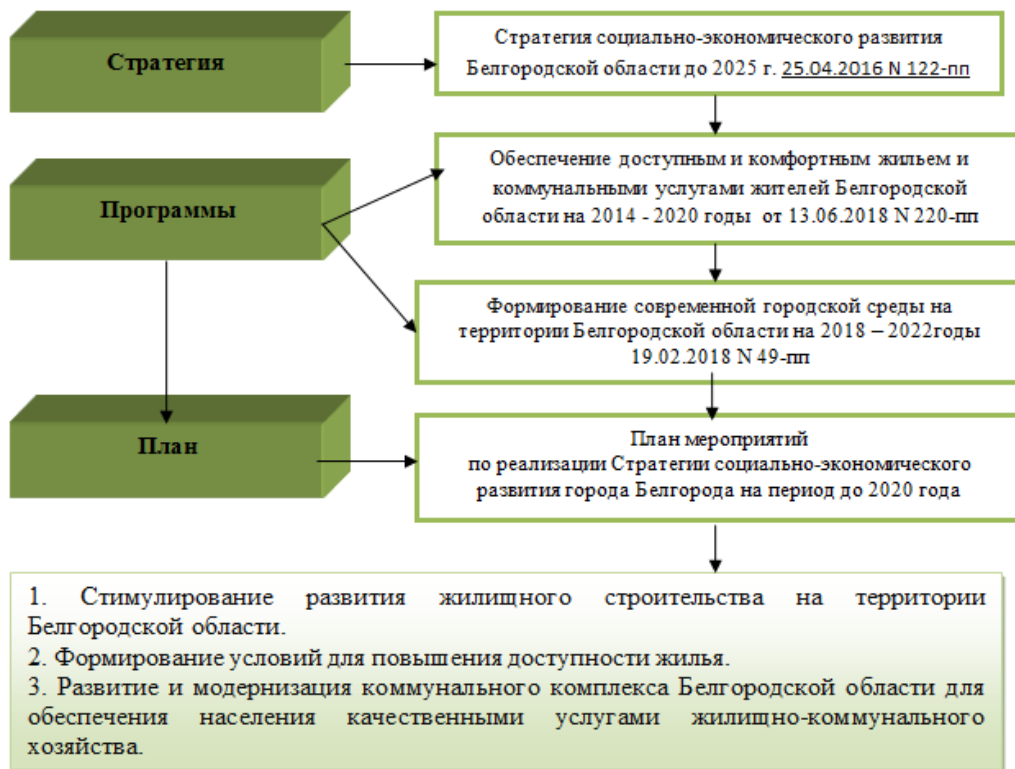 Стратегия
Стратегия социально-экономического развития
Белгородской области до 2025 г. 25.04.2016 N 122-пп
Программы
Обеспечение доступным и комфортным жильем и
коммунальными услугами жителей Белгородской
области на 2014 - 2020 годы от 13.06.2018 N 220-пп
Формирование современной городской среды на
территории Белгородской области на 2018 – 2022годы
19.02.2018 N 49-пп
План
План мероприятий
по реализации Стратегии социально-экономического
развития города Белгорода на период до 2020 года
1. Стимулирование развития жилищного строительства на территории
Белгородской области.
2. Формирование условий для повышения доступности жилья.
3. Развитие и модернизация коммунального комплекса Белгородской области для
обеспечения населения качественными услугами жилищно-коммунального
хозяйства.